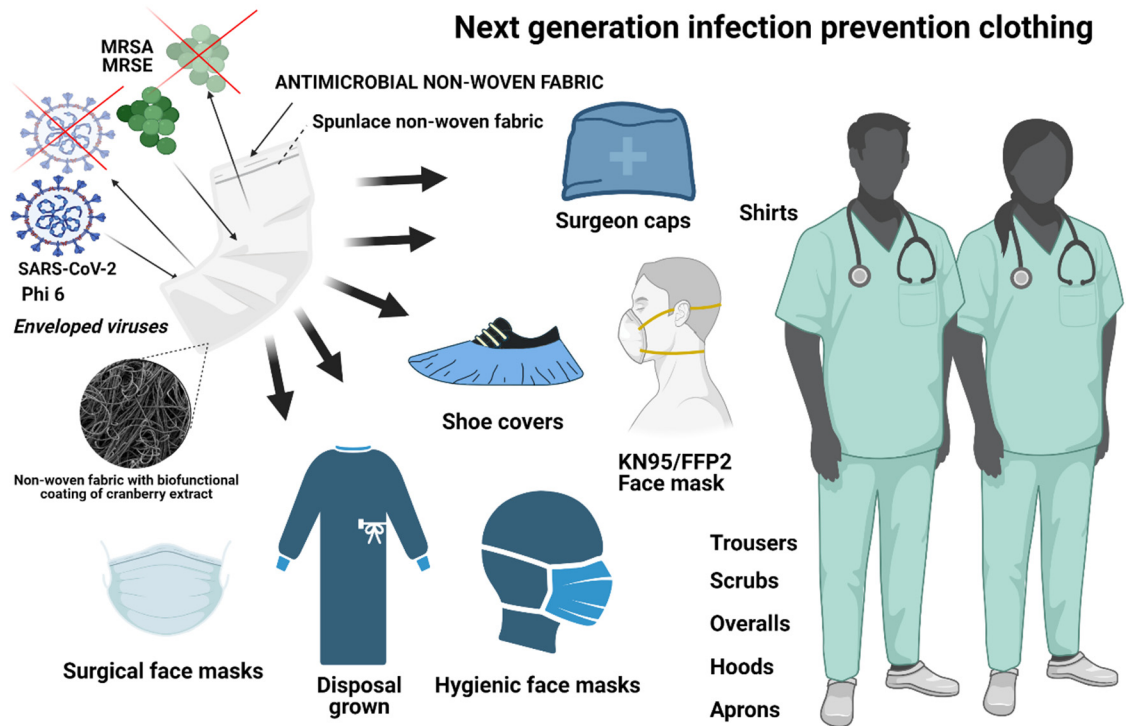 Next generation infection prevention clothing
MRSA
MRSE
ANTIMICROBIAL NON-WOVEN FABRIC
Spunlace non-woven fabric
SARS-CoV-2
Phi 6
Enveloped viruses
Non-woven fabric with biofunctional
coating of cranberry extract
Surgeon caps
Shirts
Shoe covers
KN95/FFP2
Face mask
Surgical face masks
Disposal
grown
Hygienic face masks
Trousers
Scrubs
Overalls
Hoods
Aprons